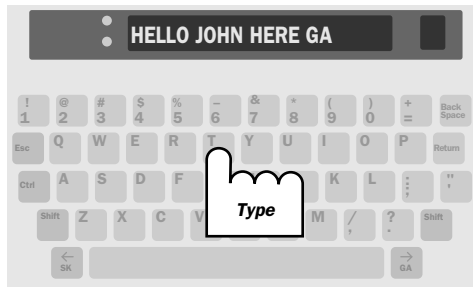 HELLO JOHN HERE GA
! @ # $ % – & * ( ) + Back
1 2 3 4 5 6 7 8 9 0 = Space
Esc Q W E R T Y U I O P Return
Ctrl A S D F K L : ; " '
Shift Z X C V M / , ? . Shift
Type
← SK → GA